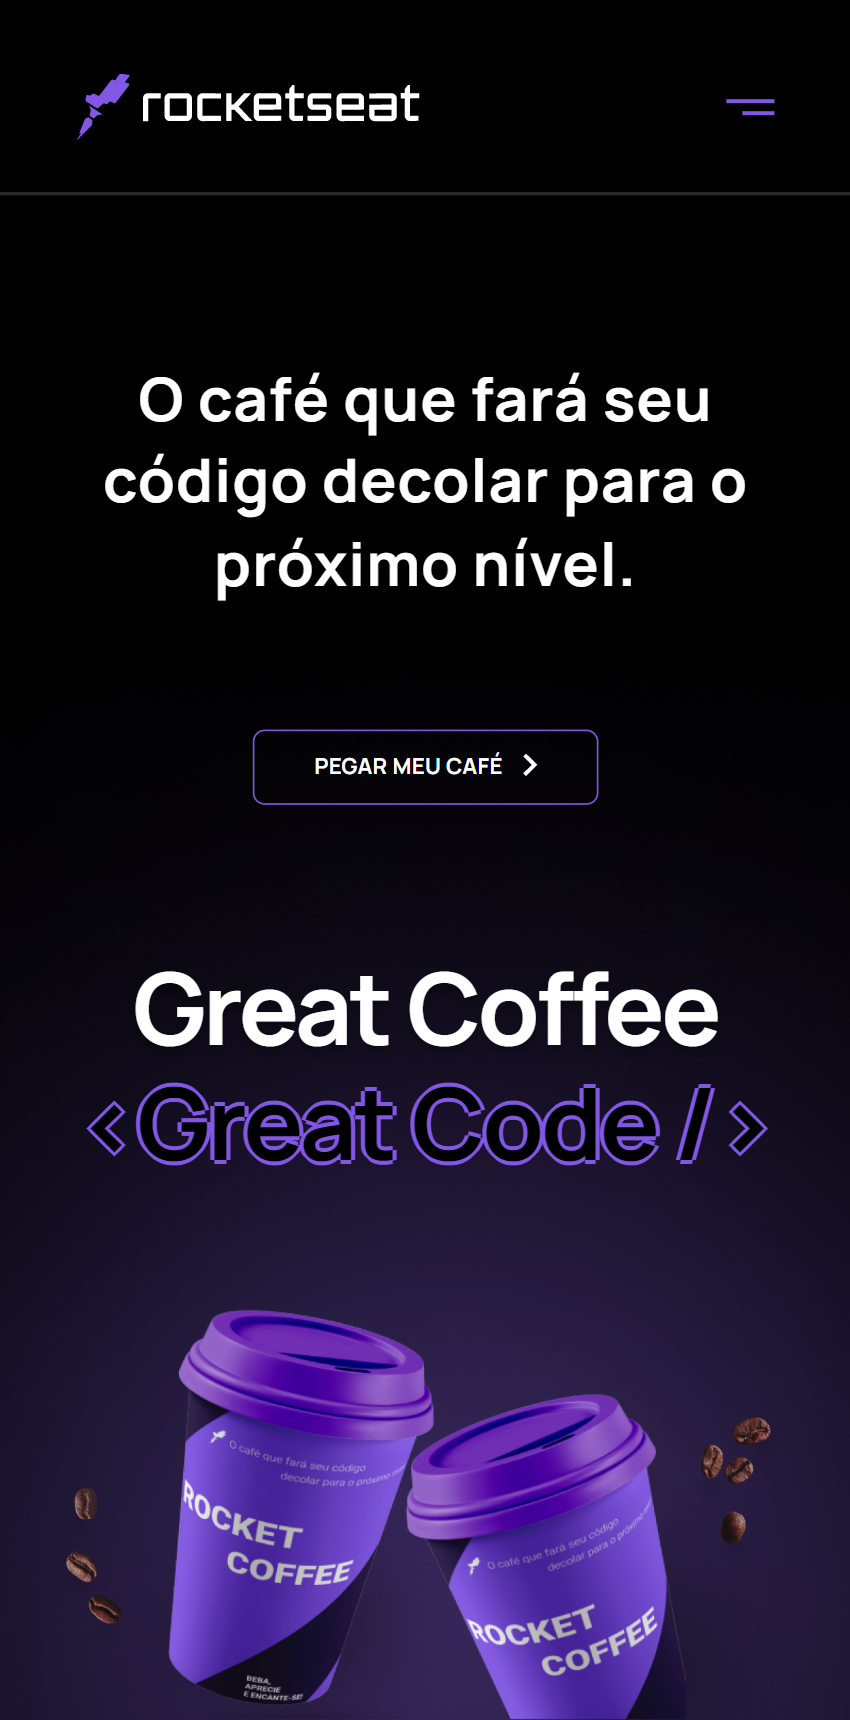 rocketseat
O café que fará seu
código decolar para o
próximo nível.
PEGAR MEU CAFÉ
Great Coffee
<Great Code />
O café que fará seu código
decolar para o próximo
ROCKET
COFFEE
BEBA,
APRECIE
E ENCANTE-SE!
O café que fará seu código
decolar para o próximo
ROCKET
COFFEE